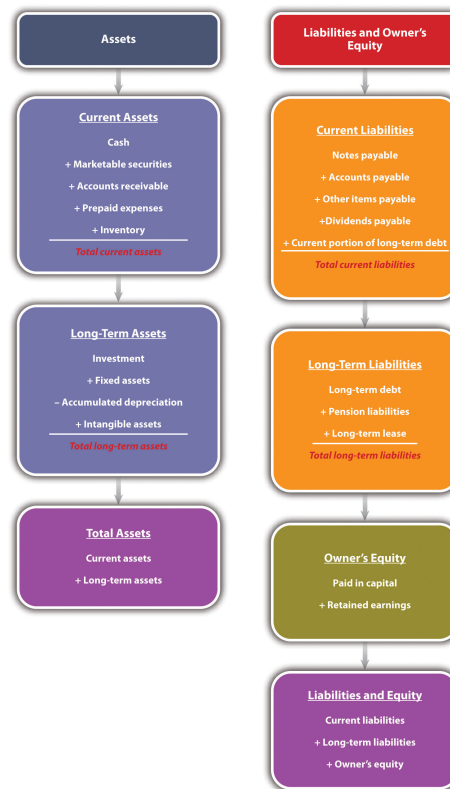 Assets
Current Assets
Cash
+ Marketable securities
+ Accounts receivable
+ Prepaid expenses
+ Inventory
Total current assets
Long-Term Assets
Investment
+ Fixed assets
– Accumulated depreciation
+ Intangible assets
Total long-term assets
Total Assets
Current assets
+ Long-term assets
Liabilities and Owner's
Equity
Current Liabilities
Notes payable
+ Accounts payable
+ Other items payable
+Dividends payable
+ Current portion of long-term debt
Total current liabilities
Long-Term Liabilities
Long-term debt
+ Pension liabilities
+ Long-term lease
Total long-term liabilities
Owner's Equity
Paid in capital
+ Retained earnings
Liabilities and Equity
Current liabilities
+ Long-term liabilities
+ Owner's equity